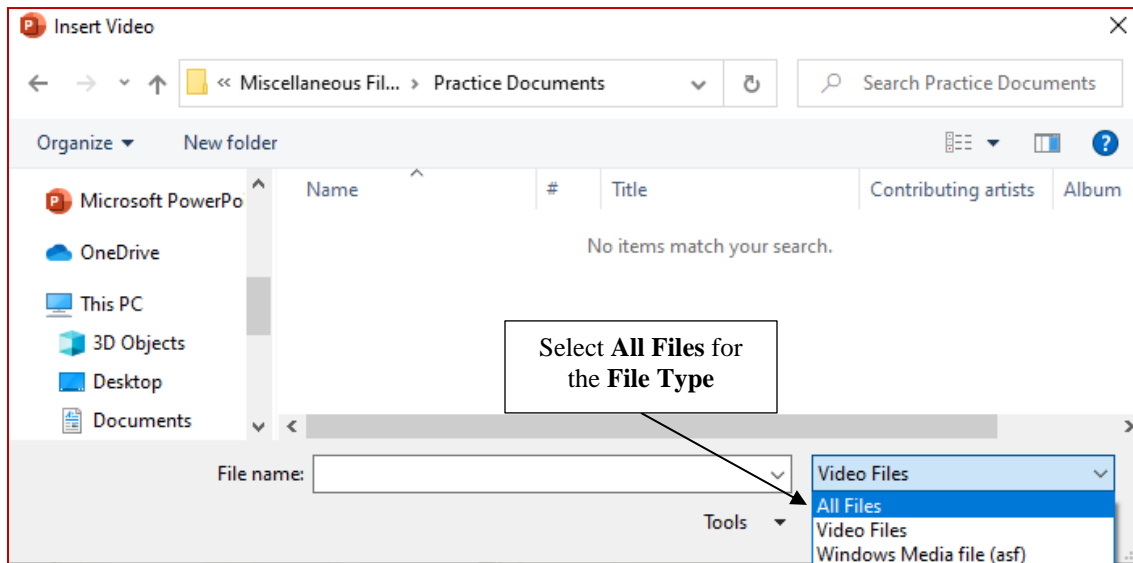 Insert Video
« Miscellaneous Fil... › Practice Documents
Search Practice Documents
Organize
New folder
?
Name
#
Title
Contributing artists
Album
Microsoft PowerPo
OneDrive
This PC
3D Objects
Desktop
Documents
No items match your search.
Select All Files for
the File Type
File name:
Video Files
Tools
All Files
Video Files
Windows Media file (asf)